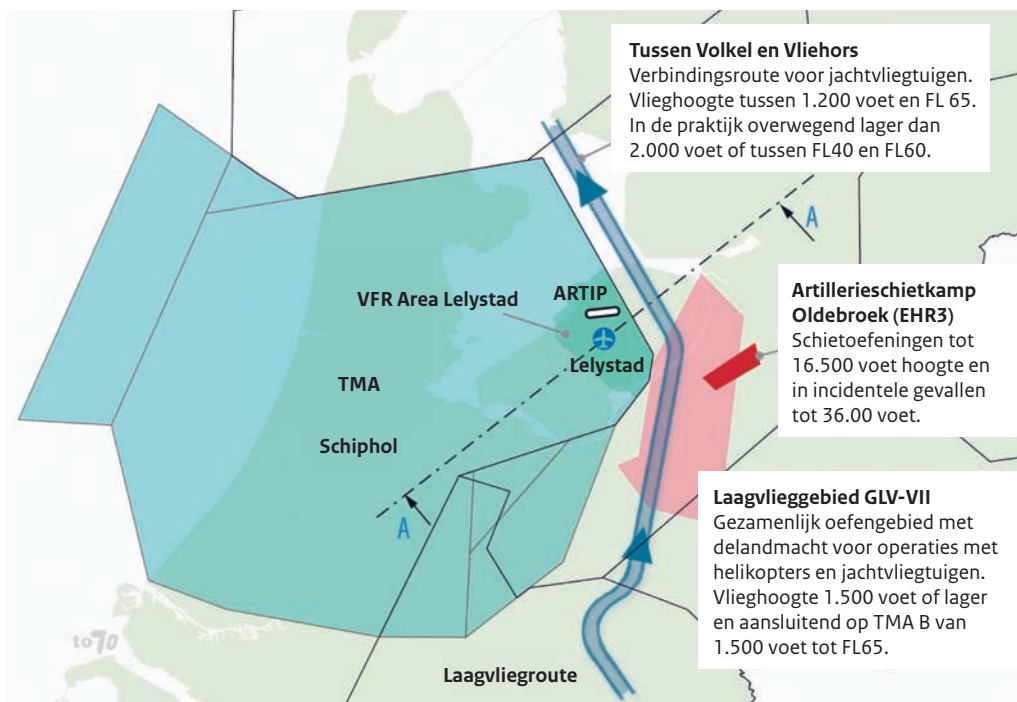 Tussen Volkel en Vliehors
Verbindingsroute voor jachtvliegtuigen.
Vlieghoogte tussen 1.200 voet en FL 65.
In de praktijk overwegend lager dan
2.000 voet of tussen FL40 en FL60.
A
VFR Area Lelystad
ARTIP
Lelystad
Artillerieschietkamp
Oldebroek (EHR3)
Schietoefeningen tot
16.500 voet hoogte en
in incidentele gevallen
tot 36.00 voet.
TMA
Schiphol
A
Laagvlieggebied GLV-VII
Gezamenlijk oefengebied met
delandmacht voor operaties met
helikopters en jachtvliegtuigen.
Vlieghoogte 1.500 voet of lager
en aansluitend op TMA B van
1.500 voet tot FL65.
to70
Laagvliegroute